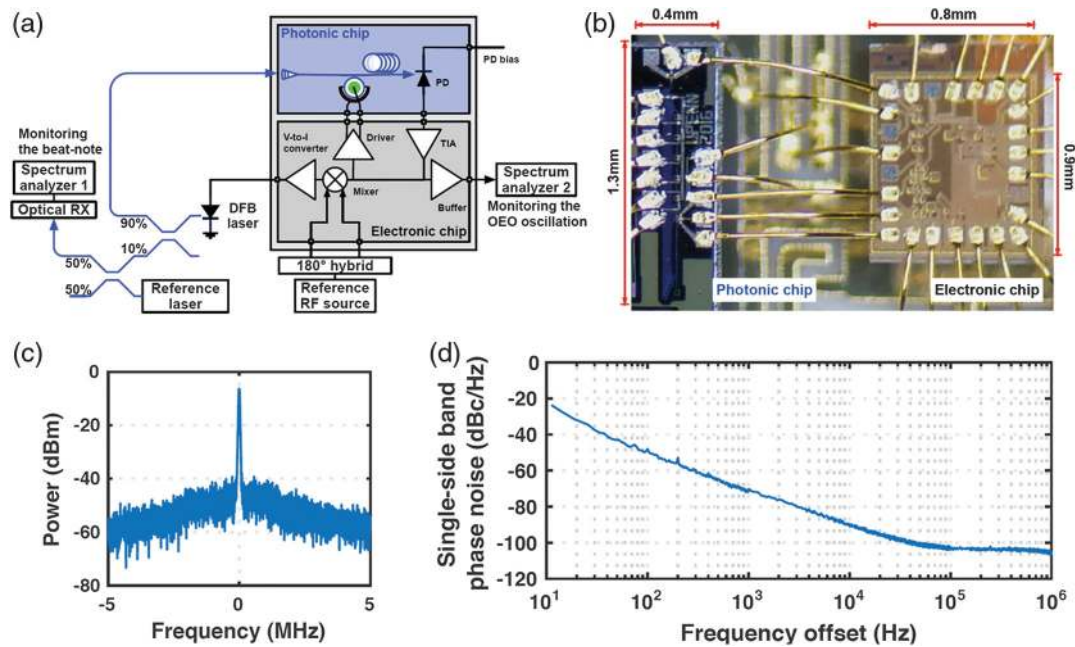 (a)
Photonic chip
PD
PD bias
V-to-I
converter
Driver
TIA
Mixer
Buffer
Electronic chip
Monitoring
the beat-note
Spectrum
analyzer 1
Optical RX
90%
DFB
laser
10%
50%
50%
Reference
laser
180° hybrid
Reference
RF source
Spectrum
analyzer 2
Monitoring the
OEO oscillation
(b)
0.4mm
0.8mm
1.3mm
0.9mm
UPENN
2016
Photonic chip
Electronic chip
(c)
Power (dBm)
0
-20
-40
-60
-80
-5
0
5
Frequency (MHz)
(d)
Single-side band
phase noise (dBc/Hz)
0
-20
-40
-60
-80
-100
-120
10^1
10^2
10^3
10^4
10^5
10^6
Frequency offset (Hz)